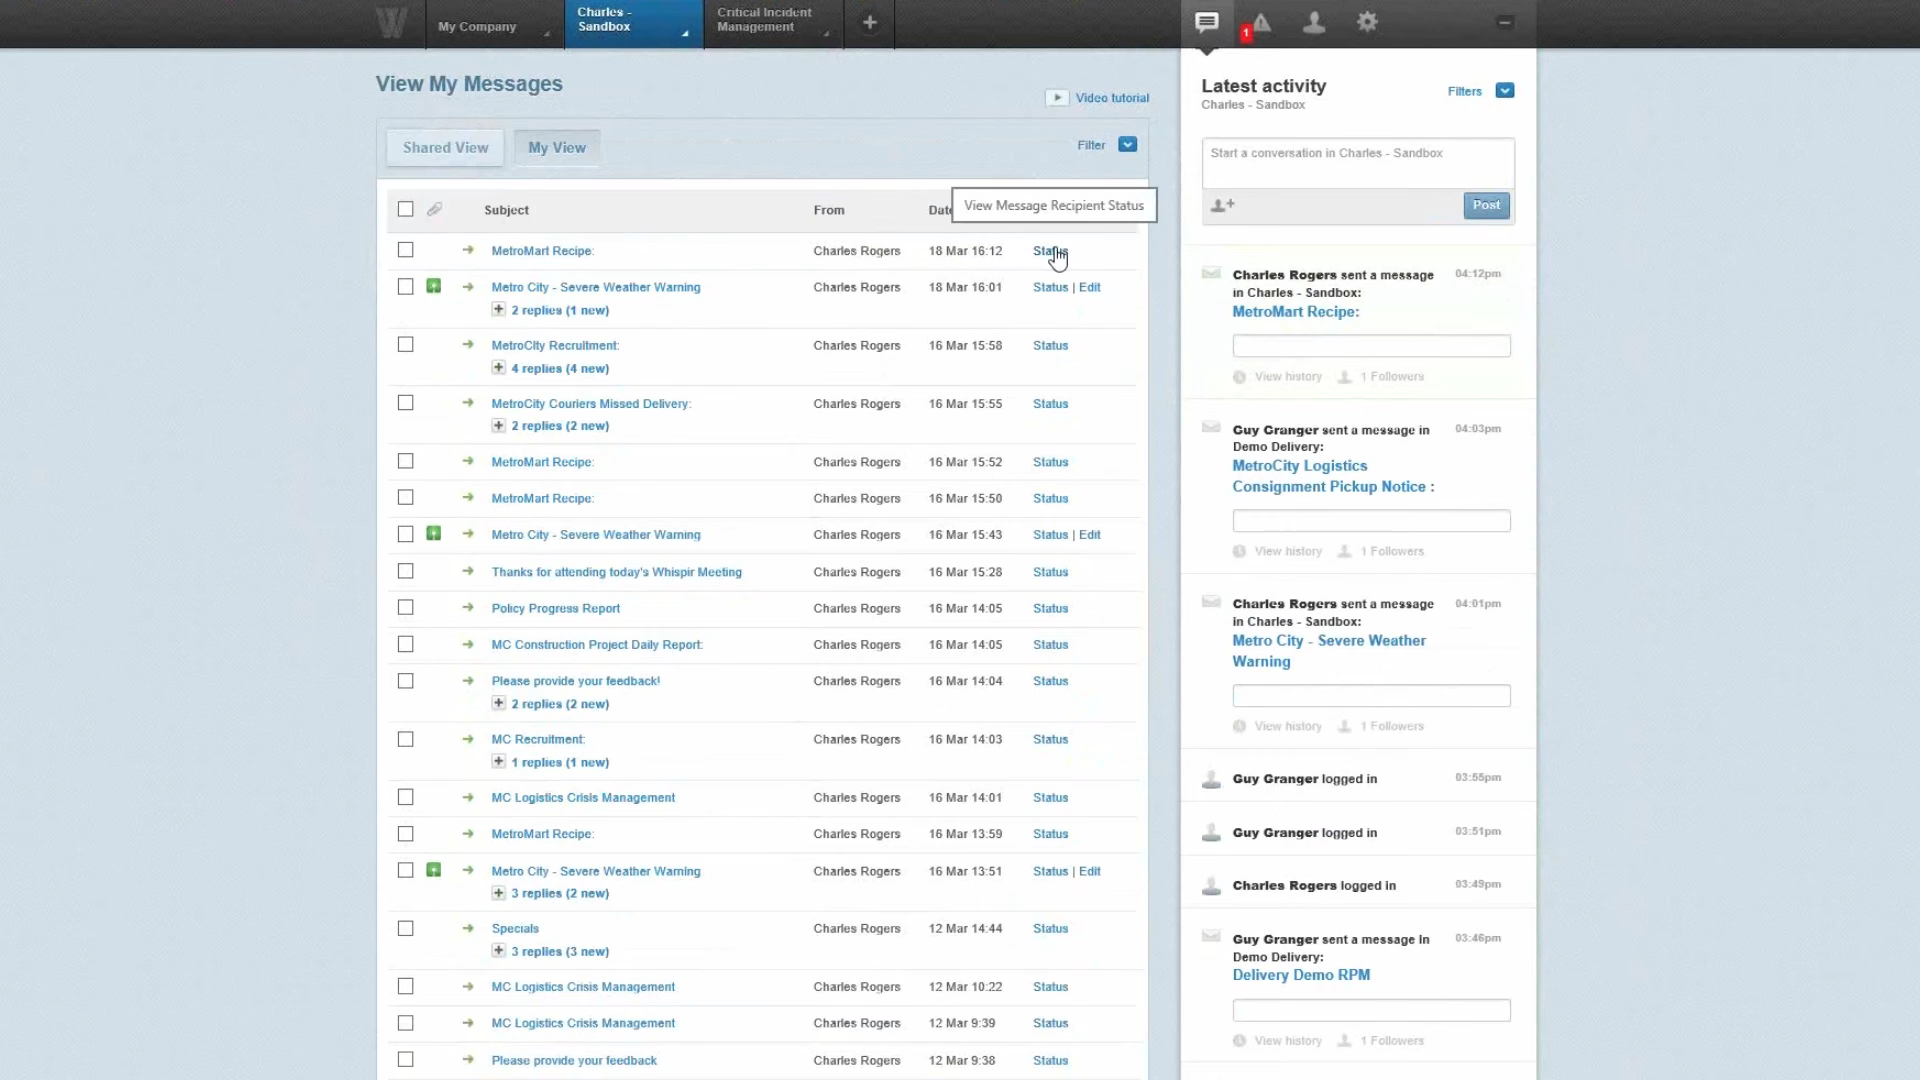 W
My Company
Charles -
Sandbox
Critical Incident
Management
+
1
View My Messages
Video tutorial
Shared View
My View
Filter
Subject
From
Date
View Message Recipient Status
MetroMart Recipe:
Charles Rogers
18 Mar 16:12
Status
Metro City - Severe Weather Warning
Charles Rogers
18 Mar 16:01
Status | Edit
2 replies (1 new)
MetroCity Recruitment:
Charles Rogers
16 Mar 15:58
Status
4 replies (4 new)
MetroCity Couriers Missed Delivery:
Charles Rogers
16 Mar 15:55
Status
2 replies (2 new)
MetroMart Recipe:
Charles Rogers
16 Mar 15:52
Status
MetroMart Recipe:
Charles Rogers
16 Mar 15:50
Status
Metro City - Severe Weather Warning
Charles Rogers
16 Mar 15:43
Status | Edit
Thanks for attending today's Whispir Meeting
Charles Rogers
16 Mar 15:28
Status
Policy Progress Report
Charles Rogers
16 Mar 14:05
Status
MC Construction Project Daily Report:
Charles Rogers
16 Mar 14:05
Status
Please provide your feedback!
Charles Rogers
16 Mar 14:04
Status
2 replies (2 new)
MC Recruitment:
Charles Rogers
16 Mar 14:03
Status
1 replies (1 new)
MC Logistics Crisis Management
Charles Rogers
16 Mar 14:01
Status
MetroMart Recipe:
Charles Rogers
16 Mar 13:59
Status
Metro City - Severe Weather Warning
Charles Rogers
16 Mar 13:51
Status | Edit
3 replies (2 new)
Specials
Charles Rogers
12 Mar 14:44
Status
3 replies (3 new)
MC Logistics Crisis Management
Charles Rogers
12 Mar 10:22
Status
MC Logistics Crisis Management
Charles Rogers
12 Mar 9:39
Status
Please provide your feedback
Charles Rogers
12 Mar 9:38
Status
Latest activity
Charles - Sandbox
Filters
Start a conversation in Charles - Sandbox
Post
Charles Rogers sent a message
in Charles - Sandbox:
MetroMart Recipe:
04:12pm
View history
1 Followers
Guy Granger sent a message in
Demo Delivery:
MetroCity Logistics
Consignment Pickup Notice :
04:03pm
View history
1 Followers
Charles Rogers sent a message
in Charles - Sandbox:
Metro City - Severe Weather
Warning
04:01pm
View history
1 Followers
Guy Granger logged in
03:55pm
Guy Granger logged in
03:51pm
Charles Rogers logged in
03:49pm
Guy Granger sent a message in
Demo Delivery:
Delivery Demo RPM
03:46pm
View history
1 Followers